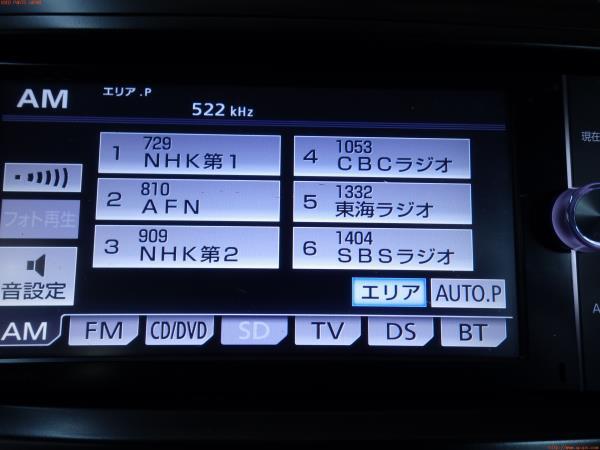 USED PARTS JAPAN
AM エリア.P
522 kHz
1 729 NHK第1
4 1053 CBCラジオ
2 810 AFN
5 1332 東海ラジオ
3 909 NHK第2
6 1404 SBSラジオ
フォト再生
音設定
エリア AUTO.P
AM FM CD/DVD SD TV DS BT
現在
A